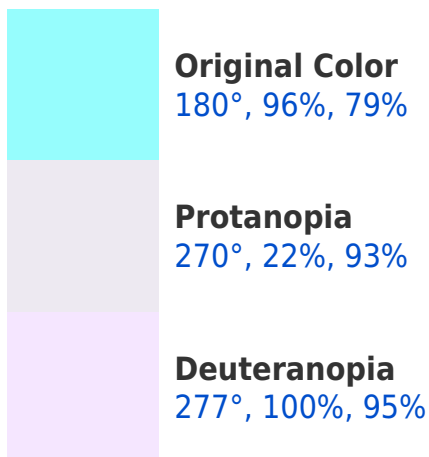 Original Color
180°, 96%, 79%
Protanopia
270°, 22%, 93%
Deuteranopia
277°, 100%, 95%